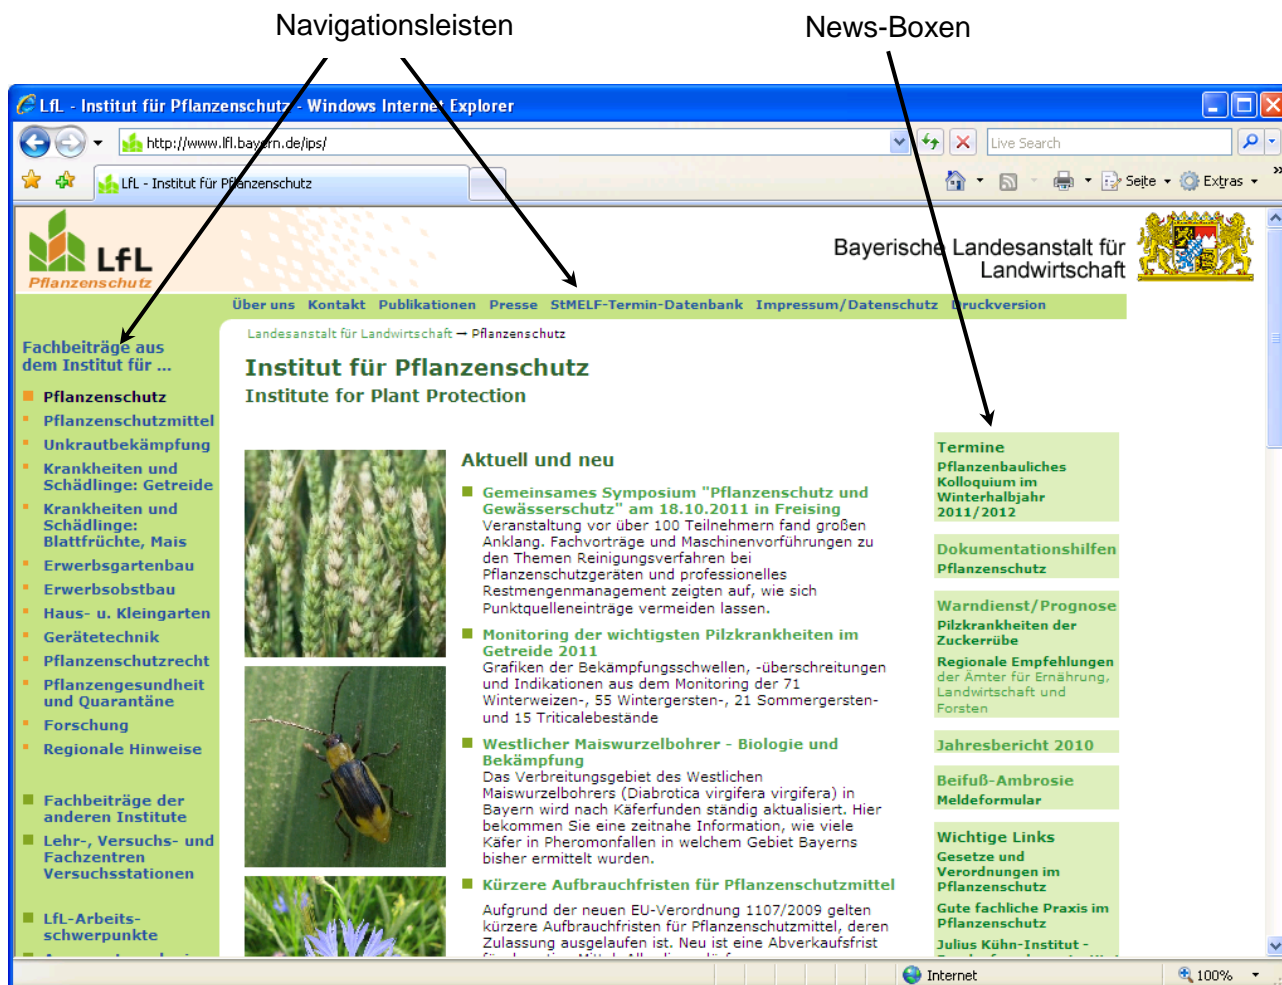 Navigationsleisten
News-Boxen
LfL - Institut für Pflanzenschutz - Windows Internet Explorer
http://www.lfl.bayern.de/ips/
Live Search
LfL - Institut für Pflanzenschutz
Seite
Extras
LfL
Pflanzenschutz
Bayerische Landesanstalt für
Landwirtschaft
Über uns Kontakt Publikationen Presse StMELF-Termin-Datenbank Impressum/Datenschutz Druckversion
Fachbeiträge aus
dem Institut für ...
Pflanzenschutz
Pflanzenschutzmittel
Unkrautbekämpfung
Krankheiten und
Schädlinge: Getreide
Krankheiten und
Schädlinge:
Blattfrüchte, Mais
Erwerbsgartenbau
Erwerbsobstbau
Haus- u. Kleingarten
Gerätetechnik
Pflanzenschutzrecht
Pflanzengesundheit
und Quarantäne
Forschung
Regionale Hinweise
Fachbeiträge der
anderen Institute
Lehr-, Versuchs- und
Fachzentren
Versuchsstationen
LfL-Arbeits-
schwerpunkte
Landesanstalt für Landwirtschaft → Pflanzenschutz
Institut für Pflanzenschutz
Institute for Plant Protection
Aktuell und neu
Gemeinsames Symposium "Pflanzenschutz und
Gewässerschutz" am 18.10.2011 in Freising
Veranstaltung vor über 100 Teilnehmern fand großen
Anklang. Fachvorträge und Maschinenvorführungen zu
den Themen Reinigungsverfahren bei
Pflanzenschutzgeräten und professionelles
Restmengenmanagement zeigten auf, wie sich
Punktquelleneinträge vermeiden lassen.
Monitoring der wichtigsten Pilzkrankheiten im
Getreide 2011
Grafiken der Bekämpfungsschwellen, -überschreitungen
und Indikationen aus dem Monitoring der 71
Winterweizen-, 55 Wintergersten-, 21 Sommergersten-
und 15 Triticalebestände
Westlicher Maiswurzelbohrer - Biologie und
Bekämpfung
Das Verbreitungsgebiet des Westlichen
Maiswurzelbohrers (Diabrotica virgifera virgifera) in
Bayern wird nach Käferfunden ständig aktualisiert. Hier
bekommen Sie eine zeitnahe Information, wie viele
Käfer in Pheromonfallen in welchem Gebiet Bayerns
bisher ermittelt wurden.
Kürzere Aufbrauchfristen für Pflanzenschutzmittel
Aufgrund der neuen EU-Verordnung 1107/2009 gelten
kürzere Aufbrauchfristen für Pflanzenschutzmittel, deren
Zulassung ausgelaufen ist. Neu ist eine Abverkaufsfrist
Termine
Pflanzenbauliches
Kolloquium im
Winterhalbjahr
2011/2012
Dokumentationshilfen
Pflanzenschutz
Warndienst/Prognose
Pilzkrankheiten der
Zuckerrübe
Regionale Empfehlungen
der Ämter für Ernährung,
Landwirtschaft und
Forsten
Jahresbericht 2010
Beifuß-Ambrosie
Meldeformular
Wichtige Links
Gesetze und
Verordnungen im
Pflanzenschutz
Gute fachliche Praxis im
Pflanzenschutz
Julius Kühn-Institut -
Internet
100%